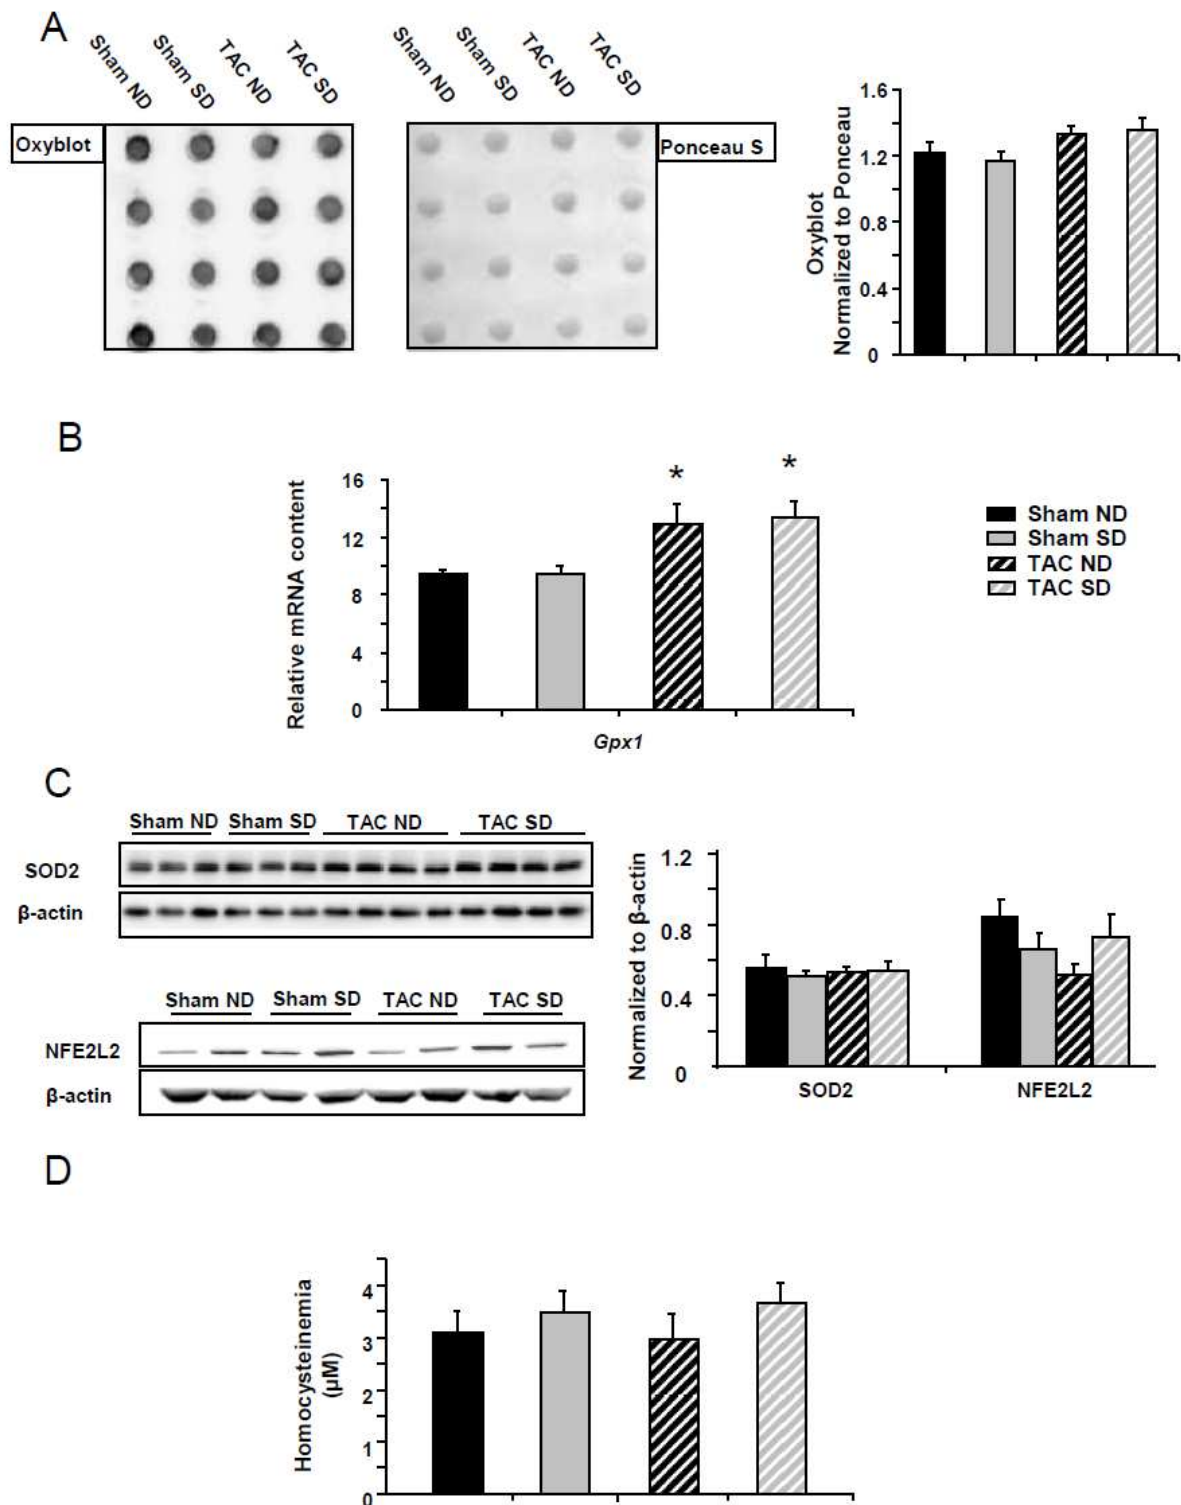 A
Sham ND
Sham SD
TAC ND
TAC SD
Sham ND
Sham SD
TAC ND
TAC SD
Oxyblot
Ponceau S
Oxyblot
Normalized to Ponceau
1.6
1.2
0.8
0.4
0
B
Relative mRNA content
16
12
8
4
0
*
*
Gpx1
Sham ND
Sham SD
TAC ND
TAC SD
C
Sham ND Sham SD TAC ND TAC SD
SOD2
β-actin
Sham ND Sham SD TAC ND TAC SD
NFE2L2
β-actin
Normalized to β-actin
1.2
0.8
0.4
0
SOD2 NFE2L2
D
Homocysteinemia
(μM)
4
3
2
1
0